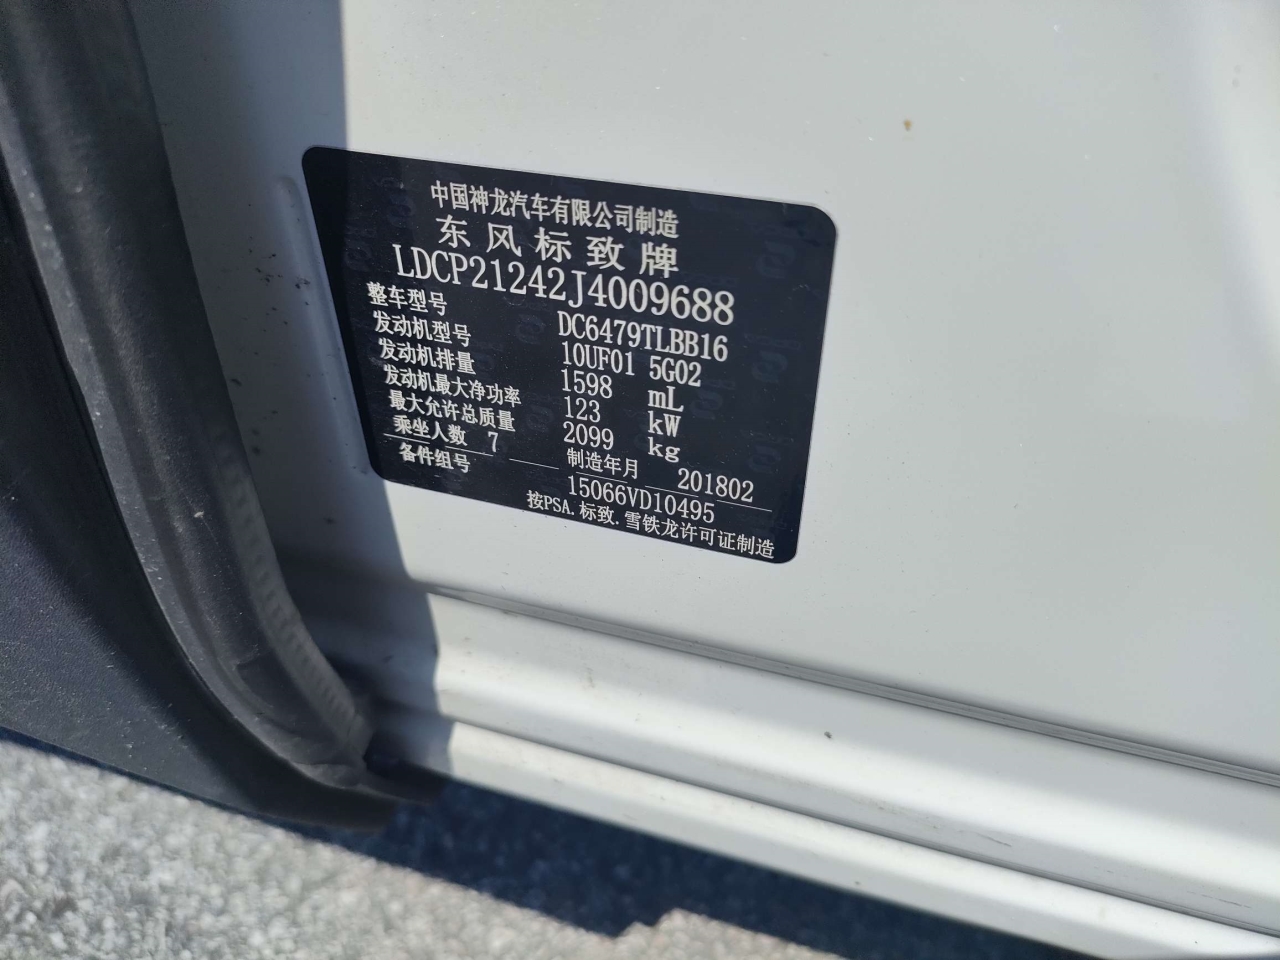 中国神龙汽车有限公司制造
东风标致牌
LDCP21242J4009688
整车型号 DC6479TLBB16
发动机型号 10UF01 5G02
发动机排量 1598 mL
发动机最大净功率 123 kW
最大允许总质量 2099 kg
乘坐人数 7 制造年月 201802
备件组号 15066VD10495
按PSA.标致.雪铁龙许可证制造